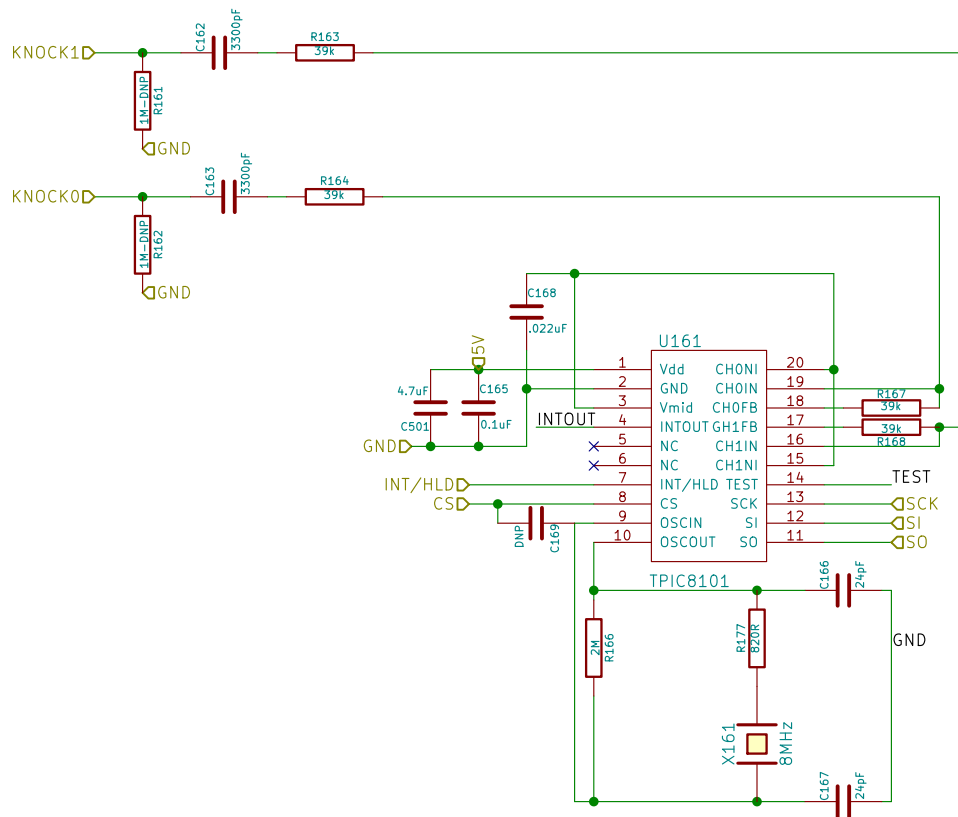 KNOCK1
C162
3300pF
R163
39k
1M-DNP
R161
GND
KNOCK0
C163
3300pF
R164
39k
1M-DNP
R162
GND
C168
.022uF
5V
4.7uF
C501
C165
0.1uF
GND
INTOUT
INT/HLD
CS
DNP
C169
U161
1 Vdd CH0NI 20
2 GND CH0IN 19
3 Vmid CH0FB 18
4 INTOUT GH1FB 17
5 NC CH1IN 16
6 NC CH1NI 15
7 INT/HLD TEST 14
8 CS SCK 13
9 OSCIN SI 12
10 OSCOUT SO 11
TPIC8101
R167
39k
39k
R168
TEST
SCK
SI
SO
2M
R166
R177
820R
C166
24pF
GND
X161
8MHz
C167
24pF